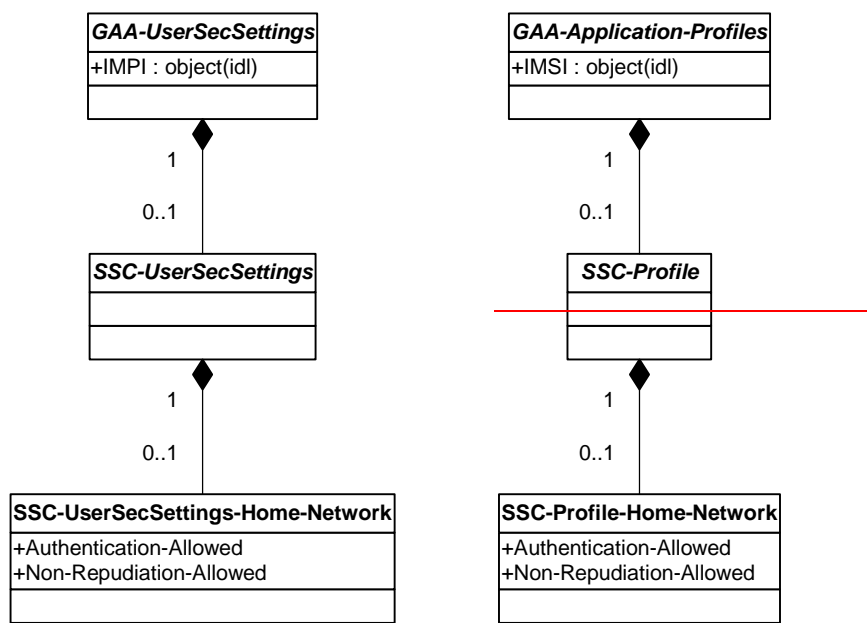 GAA-UserSecSettings
+IMPI : object(idl)
1
0..1
SSC-UserSecSettings
1
0..1
SSC-UserSecSettings-Home-Network
+Authentication-Allowed
+Non-Repudiation-Allowed
GAA-Application-Profiles
+IMSI : object(idl)
1
0..1
SSC-Profile
1
0..1
SSC-Profile-Home-Network
+Authentication-Allowed
+Non-Repudiation-Allowed